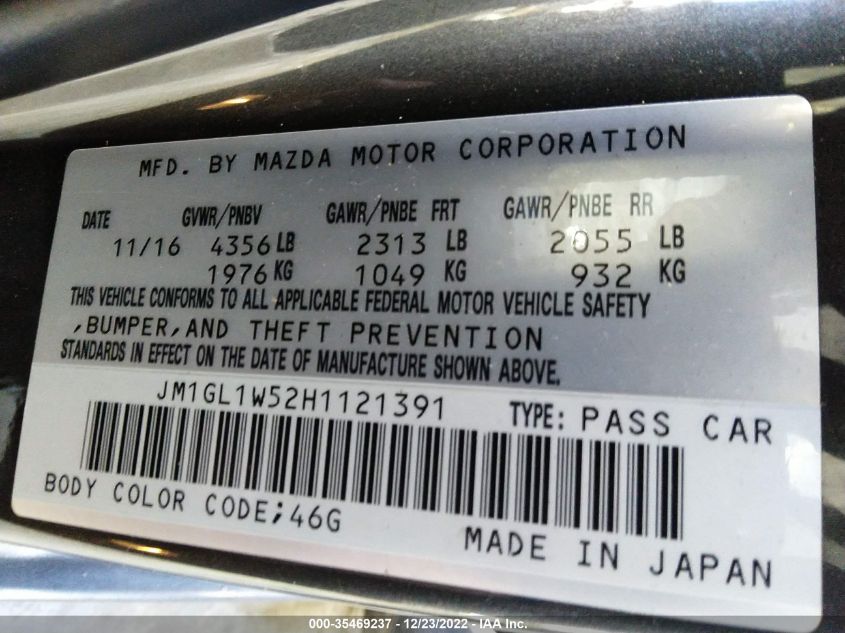 MFD. BY MAZDA MOTOR CORPORATION
DATE GVWR/PNBV GAWR/PNBE FRT GAWR/PNBE RR
11/16 4356 LB 2313 LB 2055 LB
1976 KG 1049 KG 932 KG
THIS VEHICLE CONFORMS TO ALL APPLICABLE FEDERAL MOTOR VEHICLE SAFETY
,BUMPER,AND THEFT PREVENTION
STANDARDS IN EFFECT ON THE DATE OF MANUFACTURE SHOWN ABOVE.
JM1GL1W52H1121391 TYPE: PASS CAR
BODY COLOR CODE;46G
MADE IN JAPAN
000-35469237 - 12/23/2022 - IAA Inc.